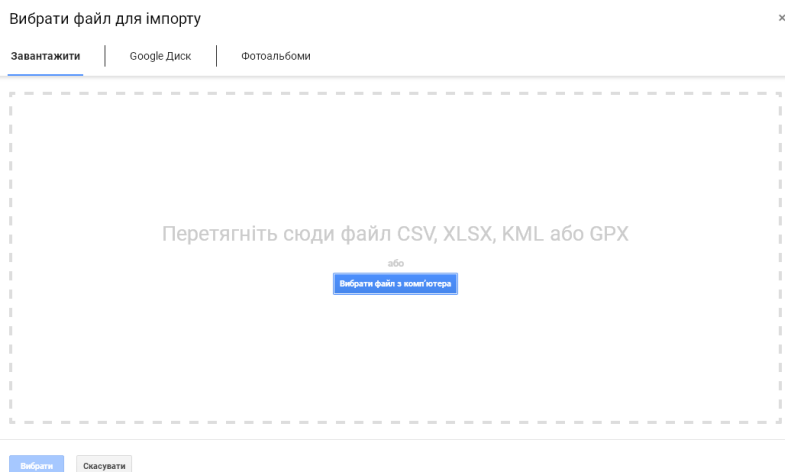 Вибрати файл для імпорту
×
Завантажити Google Диск Фотоальбоми
Перетягніть сюди файл CSV, XLSX, KML або GPX
або
Вибрати файл з комп'ютера
Вибрати Скасувати